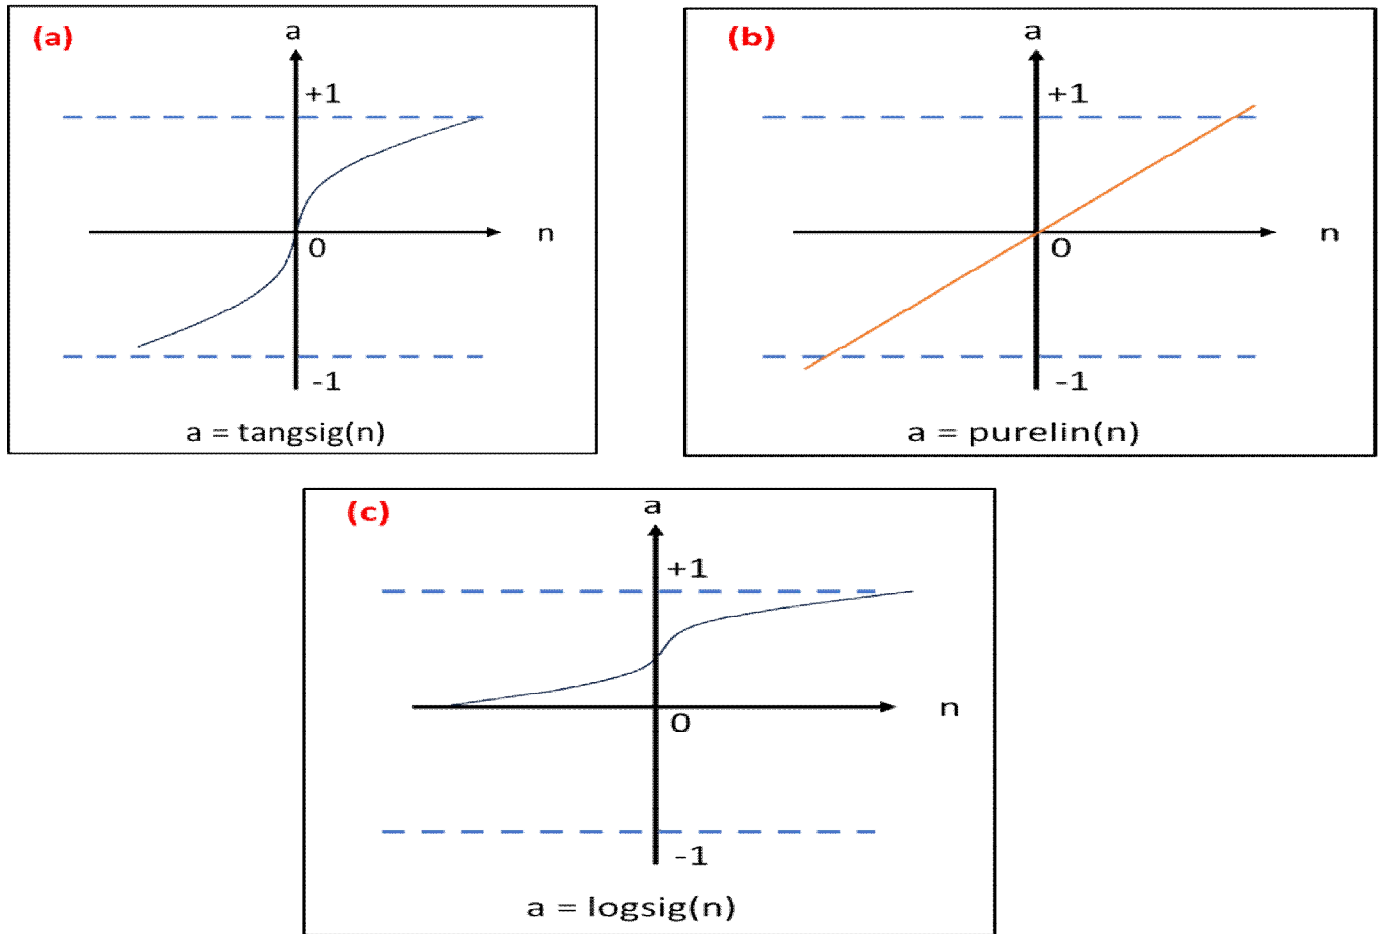 (a)
a
+1
n
0
-1
a = tangsig(n)
(b)
a
+1
n
0
-1
a = purelin(n)
(c)
a
+1
n
0
-1
a = logsig(n)